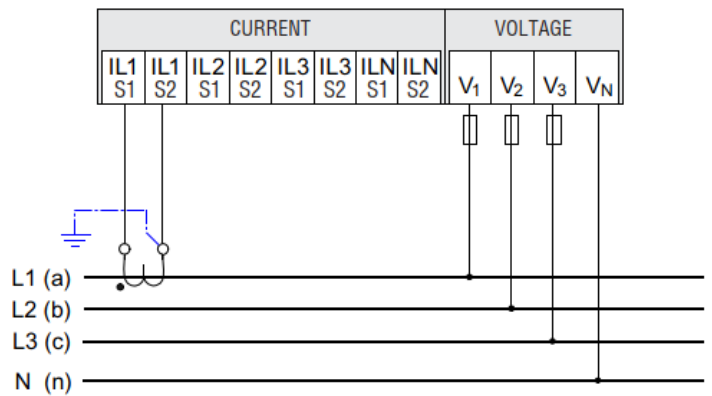 CURRENT VOLTAGE
IL1 IL1 IL2 IL2 IL3 IL3 ILN ILN
S1 S2 S1 S2 S1 S2 S1 S2 V₁ V₂ V₃ VN
L1 (a)
L2 (b)
L3 (c)
N (n)